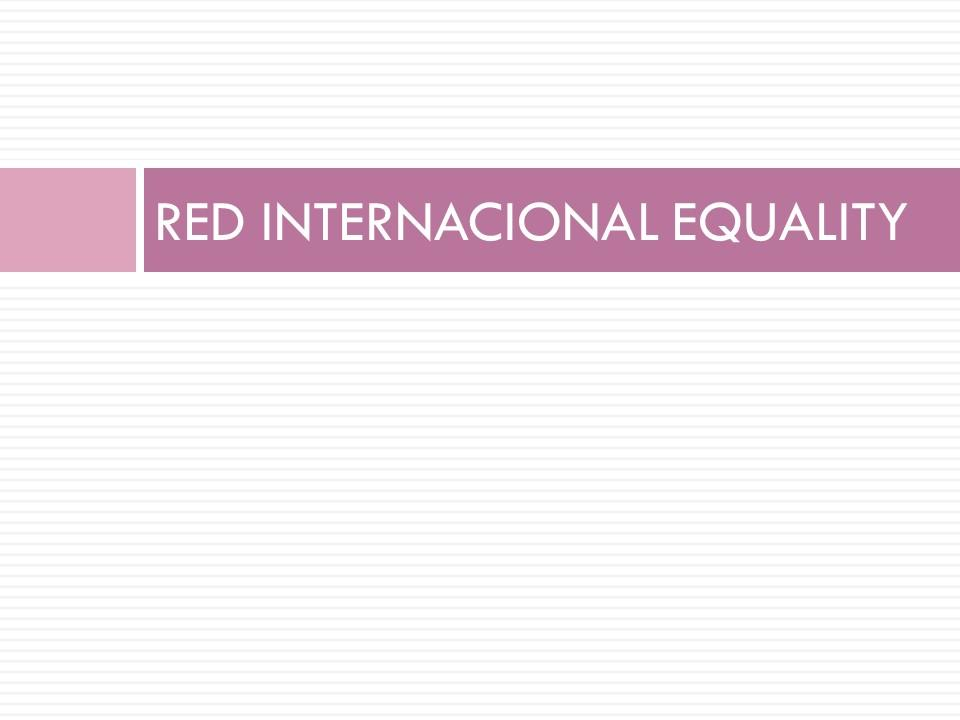 RED INTERNACIONAL EQUALITY